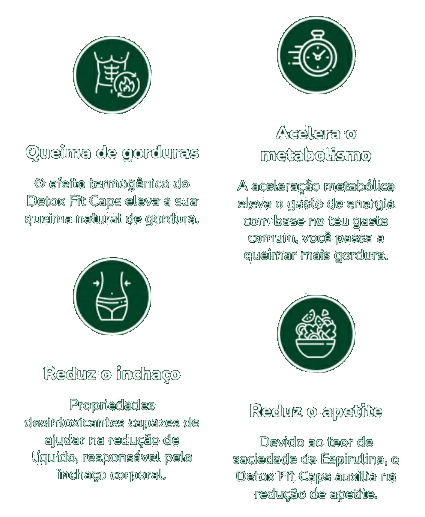 Queima de gorduras
O efeito termogênico do
Detox Fit Caps eleva a sua
queima natural de gordura.
Acelera o
metabolismo
A aceleração metabólica
eleva o gasto de energia
com base no teu gasto
comum, você passa a
queimar mais gordura.
Reduz o inchaço
Propriedades
desintoxicantes capazes de
ajudar na redução de
líquido, responsável pelo
inchaço corporal.
Reduz o apetite
Devido ao teor de
saciedade da Espirulina, o
Detox Fit Caps auxilia na
redução de apetite.